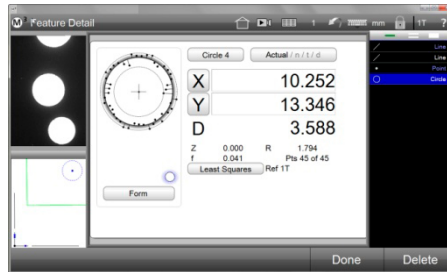 Feature Detail
1
mm
1T
?
Circle 4
Actual / n / t / d
X 10.252
Y 13.346
D 3.588
Z 0.000 R 1.794
f 0.041 Pts 45 of 45
Least Squares Ref 1T
Form
Line
Line
Point
Circle
Done
Delete